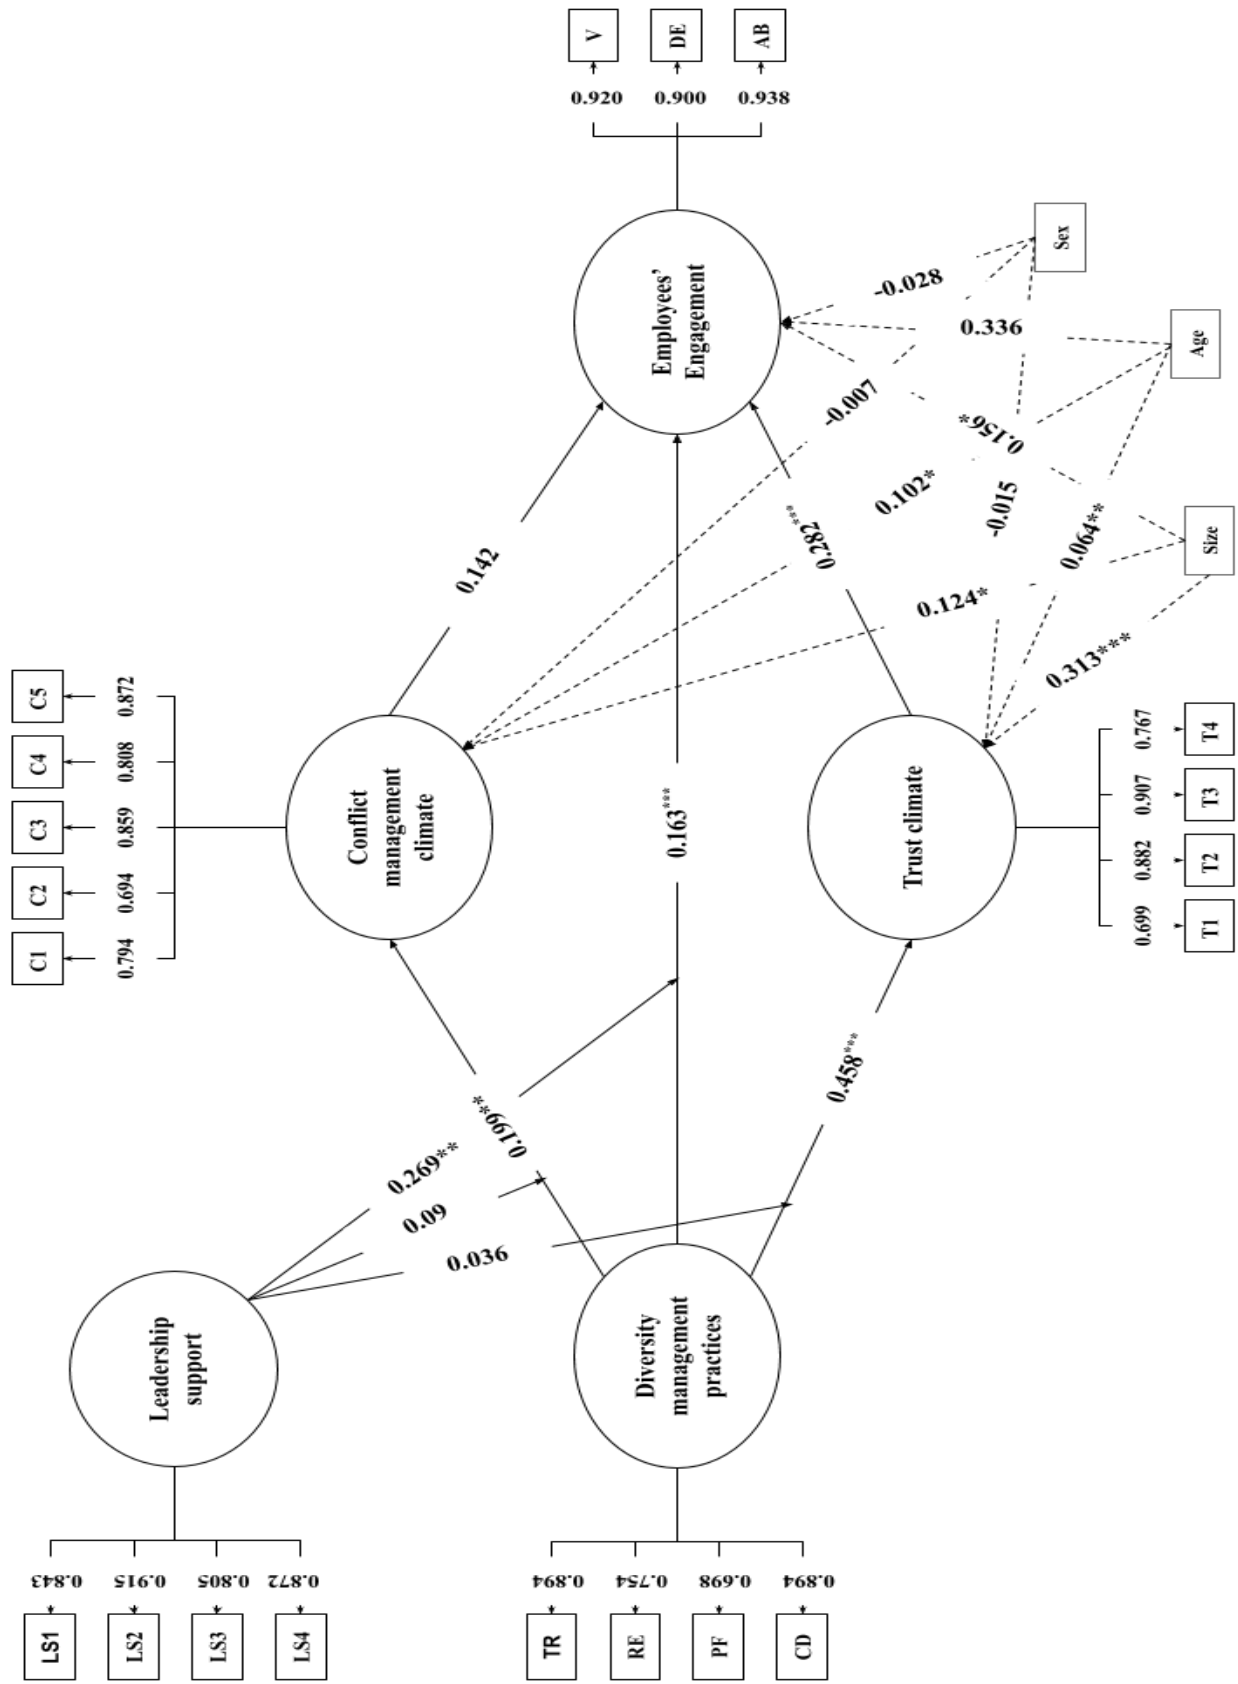 C1
C2
C3
C4
C5
0.794
0.694
0.859
0.808
0.872
LS1
LS2
LS3
LS4
0.843
0.915
0.805
0.872
Leadership
support
0.269**
0.09
0.036
Conflict
management
climate
0.199**
0.142
TR
RE
PF
CD
0.894
0.754
0.698
0.894
Diversity
management
practices
0.163***
0.458***
Employees’
Engagement
0.920
0.900
0.938
V
DE
AB
0.282***
Trust climate
0.699
0.882
0.907
0.767
T1
T2
T3
T4
-0.007
0.102*
0.124*
-0.028
0.336
0.156*
-0.015
0.064**
0.313***
Sex
Age
Size